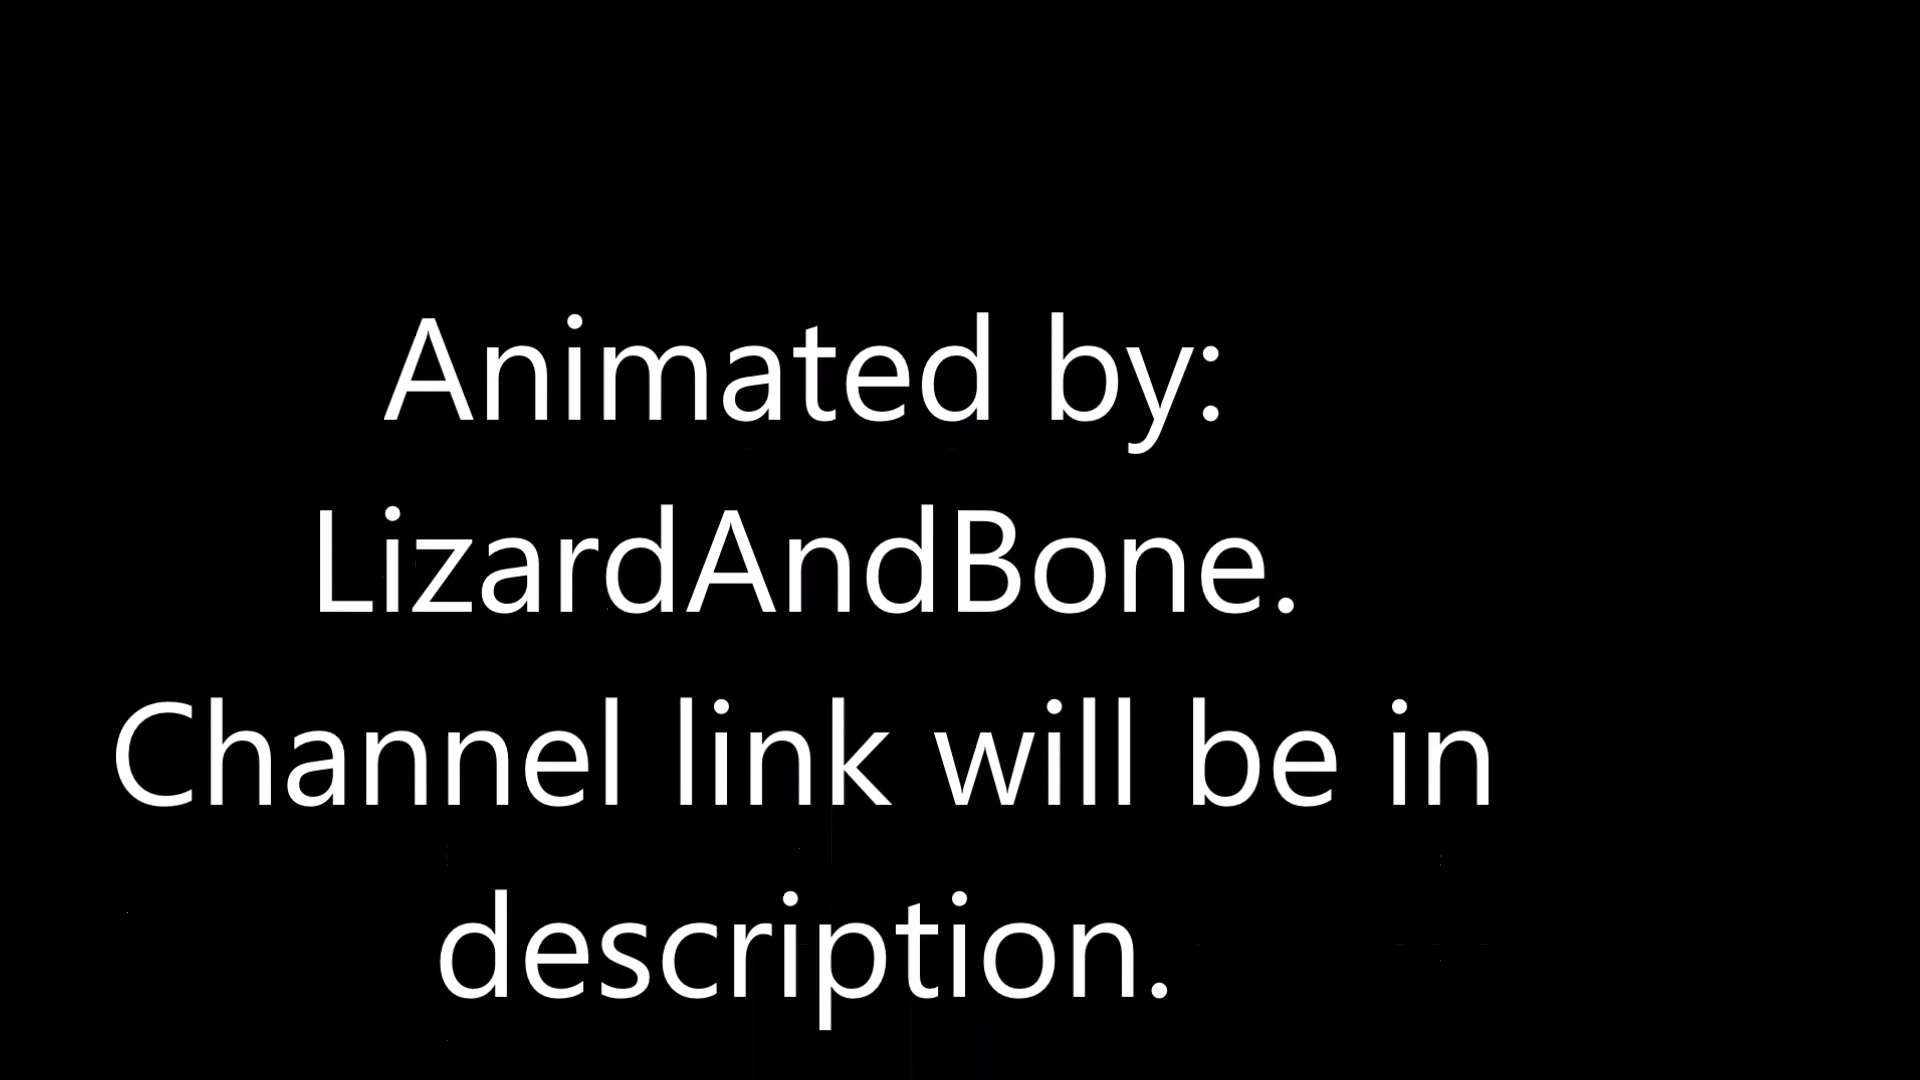 Animated by:
LizardAndBone.
Channel link will be in
description.